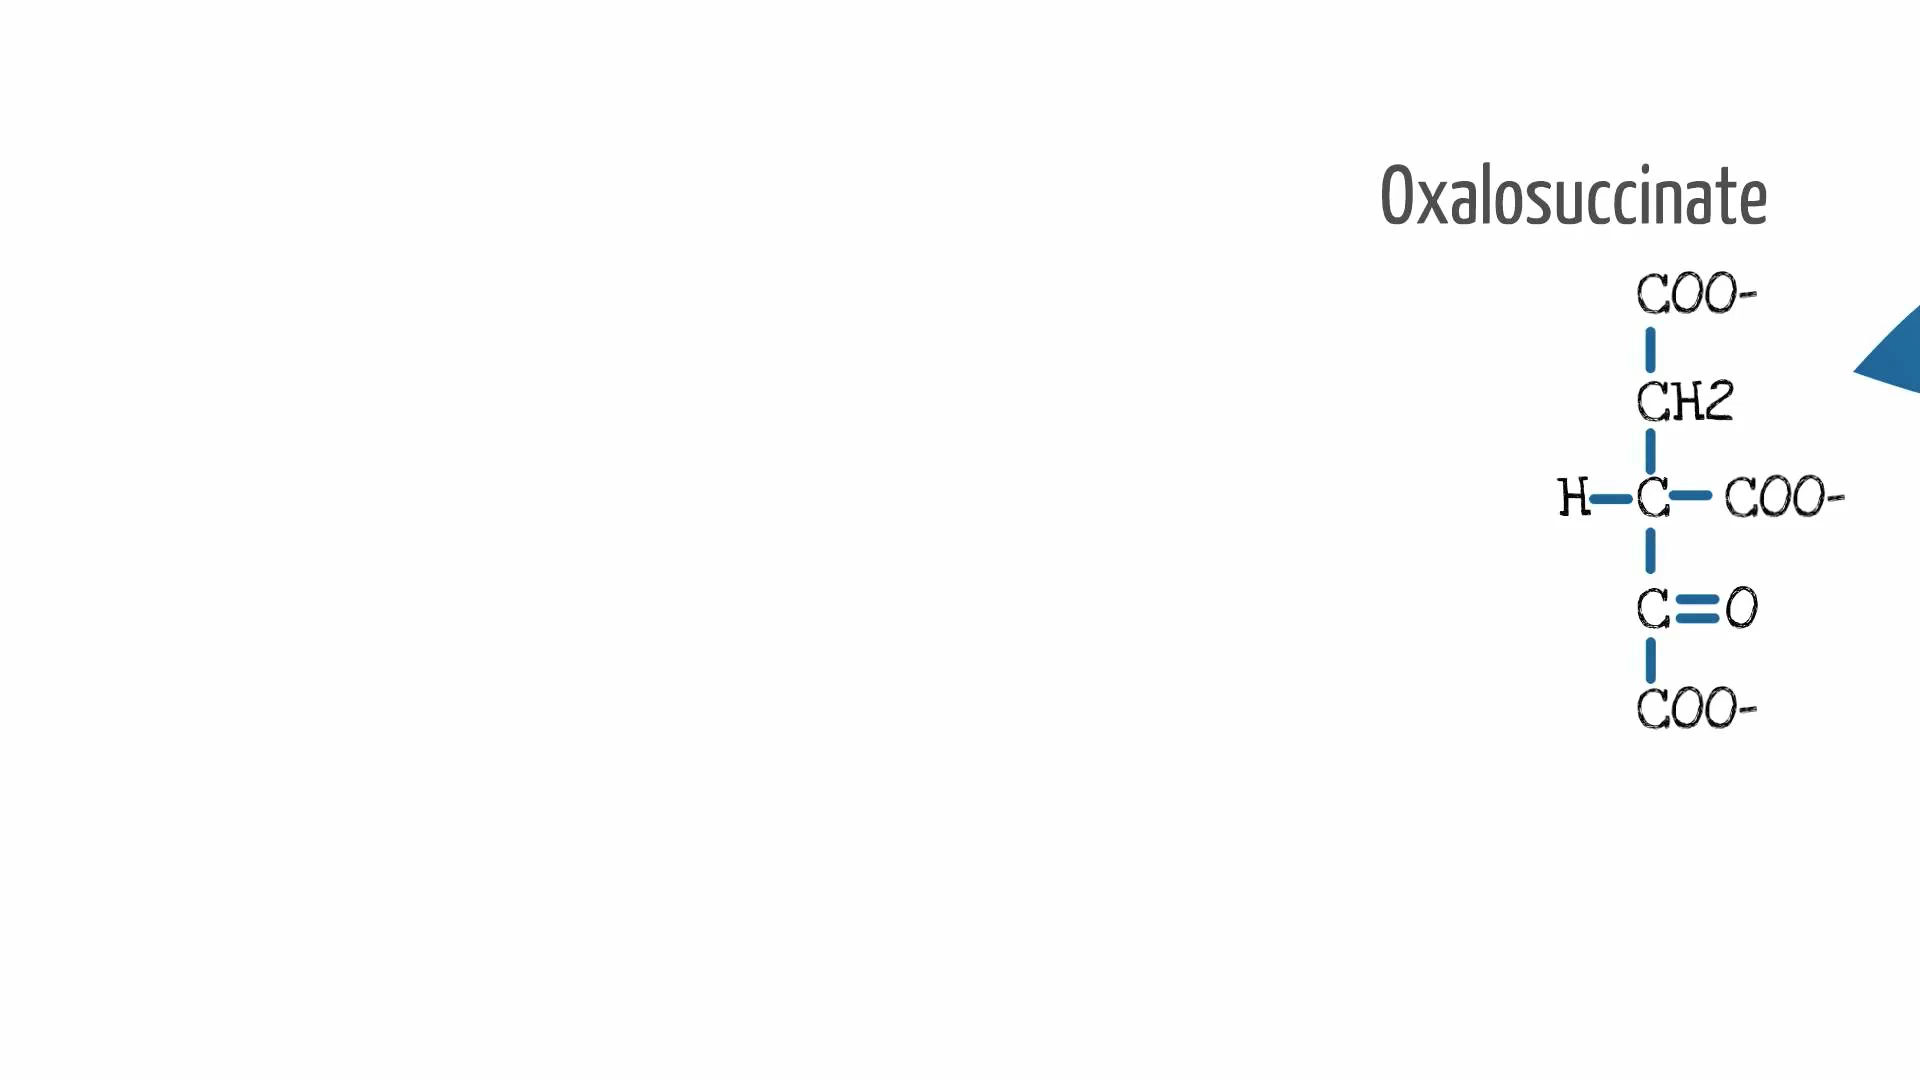 Oxalosuccinate
COO-
CH2
H C COO-
C=O
COO-